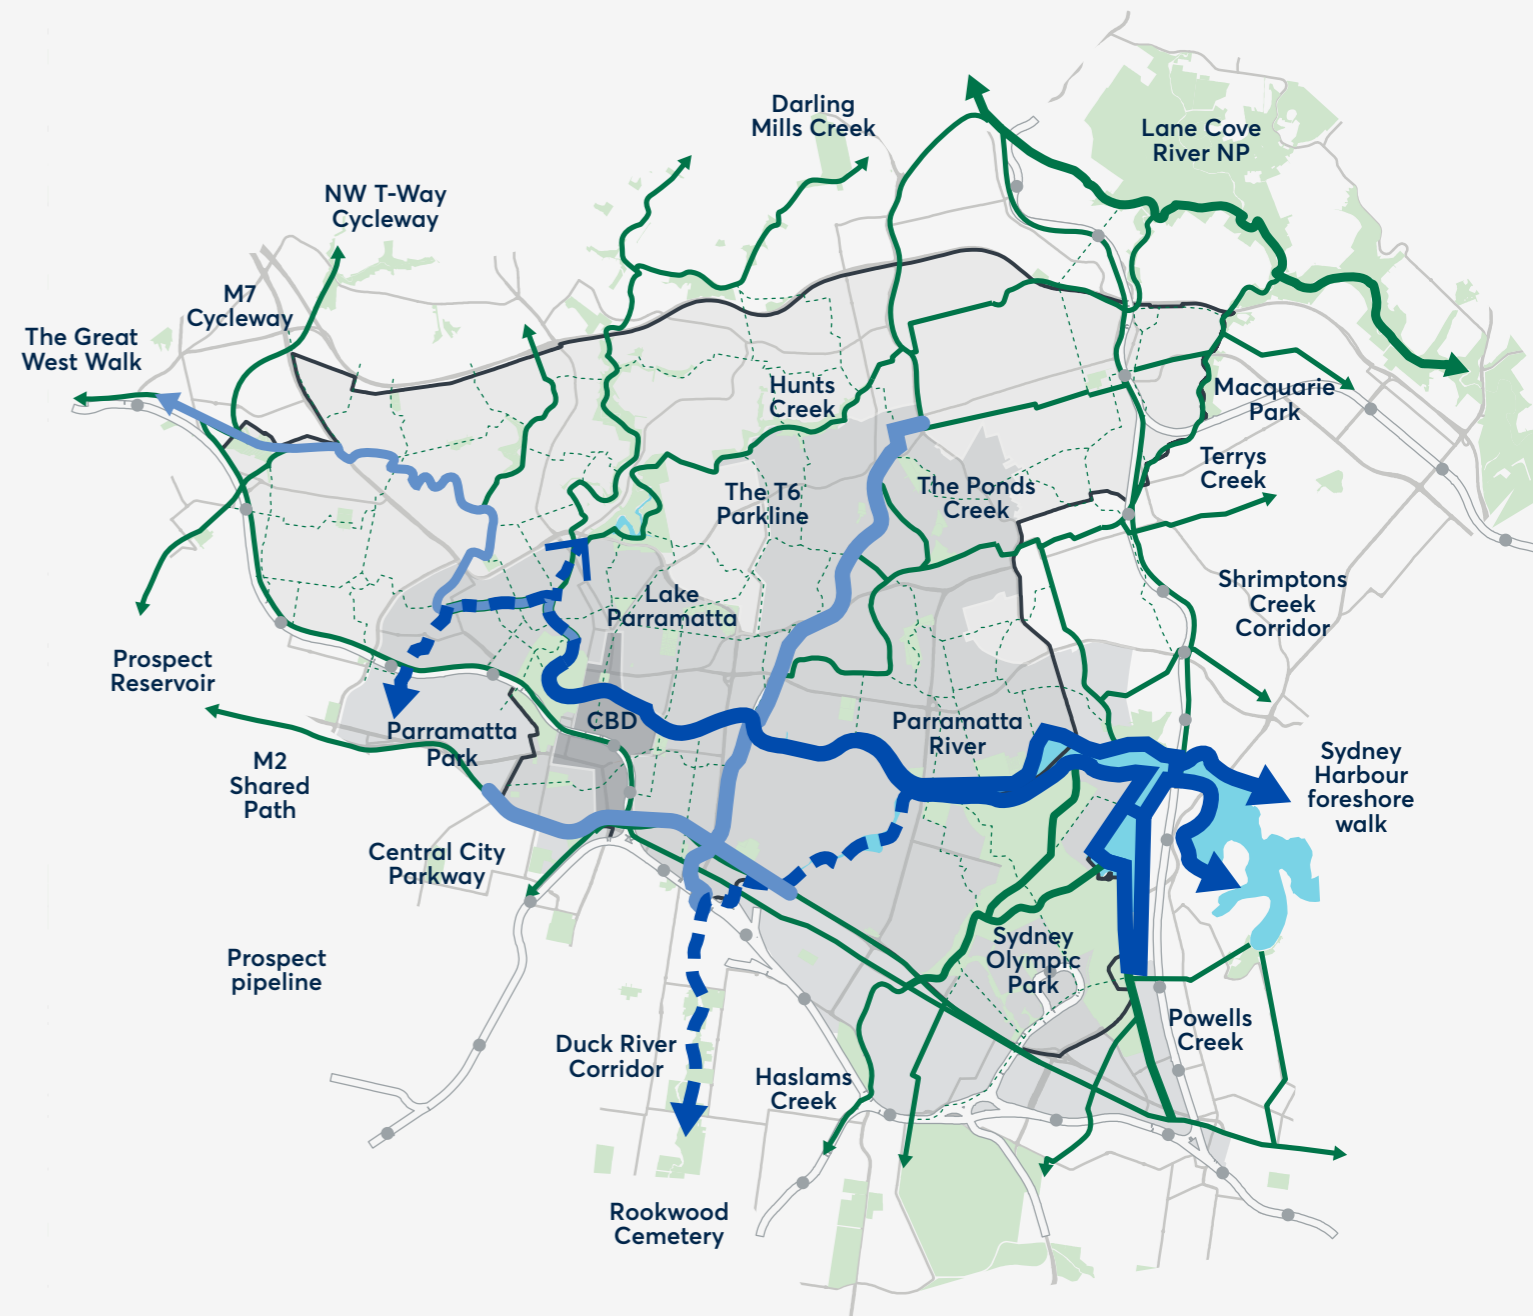 Darling
Mills Creek
Lane Cove
River NP
NW T-Way
Cycleway
M7
Cycleway
The Great
West Walk
Hunts
Creek
Macquarie
Park
Terrys
Creek
The T6
Parkline
The Ponds
Creek
Lake
Parramatta
Shrimptons
Creek
Corridor
Prospect
Reservoir
Parramatta
Park
CBD
Parramatta
River
M2
Shared
Path
Sydney
Harbour
foreshore
walk
Central City
Parkway
Prospect
pipeline
Sydney
Olympic
Park
Powells
Creek
Duck River
Corridor
Haslams
Creek
Rookwood
Cemetery